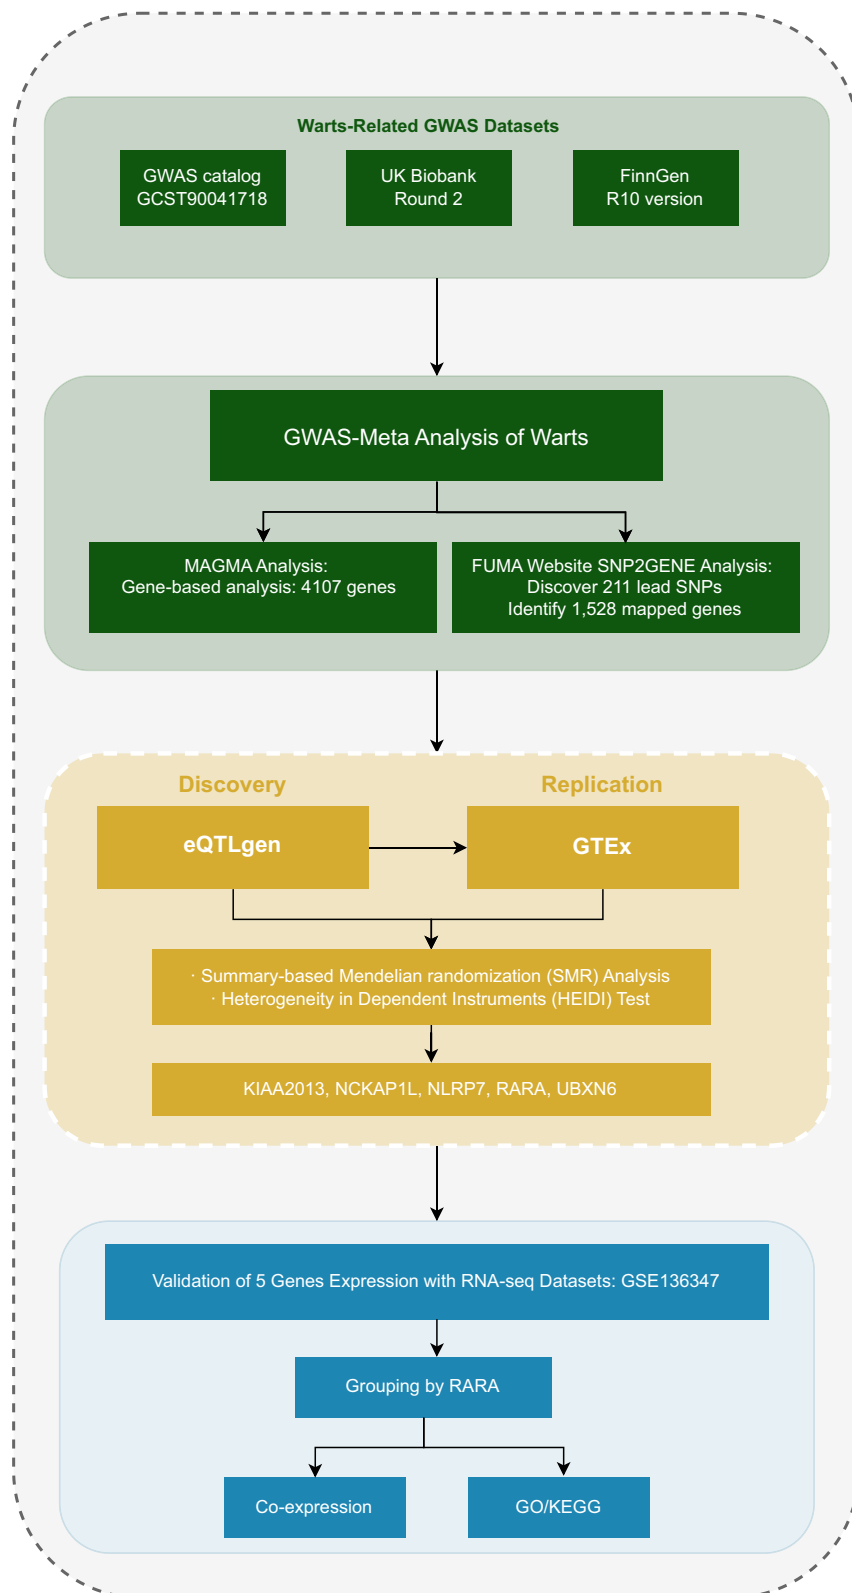 Warts-Related GWAS Datasets
GWAS catalog
GCST90041718
UK Biobank
Round 2
FinnGen
R10 version
GWAS-Meta Analysis of Warts
MAGMA Analysis:
Gene-based analysis: 4107 genes
FUMA Website SNP2GENE Analysis:
Discover 211 lead SNPs
Identify 1,528 mapped genes
Discovery
Replication
eQTLgen
GTEx
· Summary-based Mendelian randomization (SMR) Analysis
· Heterogeneity in Dependent Instruments (HEIDI) Test
KIAA2013, NCKAP1L, NLRP7, RARA, UBXN6
Validation of 5 Genes Expression with RNA-seq Datasets: GSE136347
Grouping by RARA
Co-expression
GO/KEGG